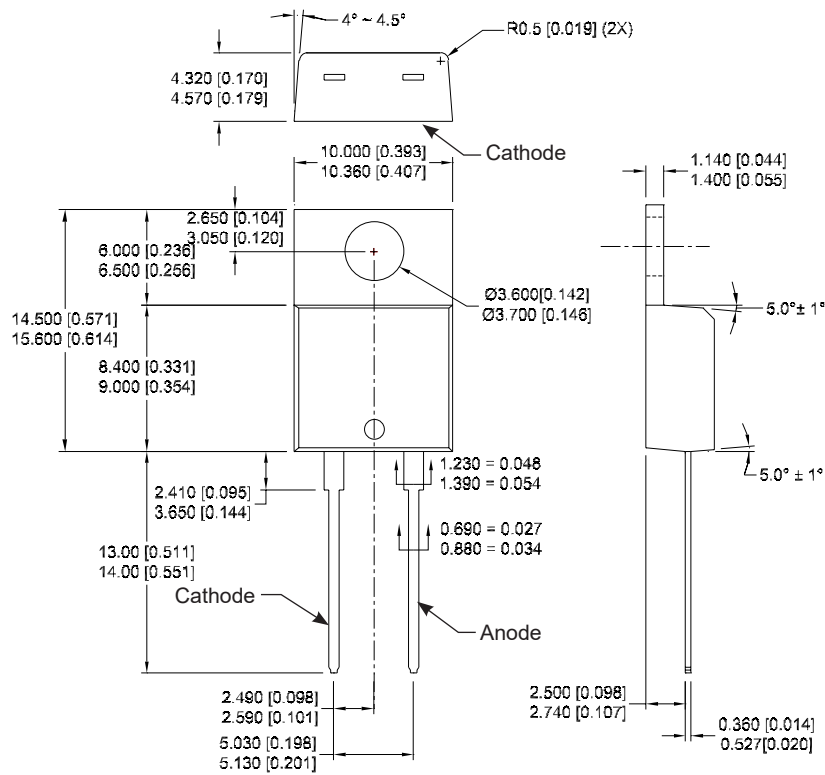 4° ~ 4.5°
R0.5 [0.019] (2X)
4.320 [0.170]
4.570 [0.179]
Cathode
10.000 [0.393]
10.360 [0.407]
1.140 [0.044]
1.400 [0.055]
2.650 [0.104]
3.050 [0.120]
6.000 [0.236]
6.500 [0.256]
Ø3.600[0.142]
Ø3.700 [0.146]
5.0°± 1°
14.500 [0.571]
15.600 [0.614]
8.400 [0.331]
9.000 [0.354]
1.230 = 0.048
1.390 = 0.054
5.0° ± 1°
2.410 [0.095]
3.650 [0.144]
0.690 = 0.027
0.880 = 0.034
13.00 [0.511]
14.00 [0.551]
Cathode
Anode
2.490 [0.098]
2.590 [0.101]
2.500 [0.098]
2.740 [0.107]
0.360 [0.014]
0.527[0.020]
5.030 [0.198]
5.130 [0.201]